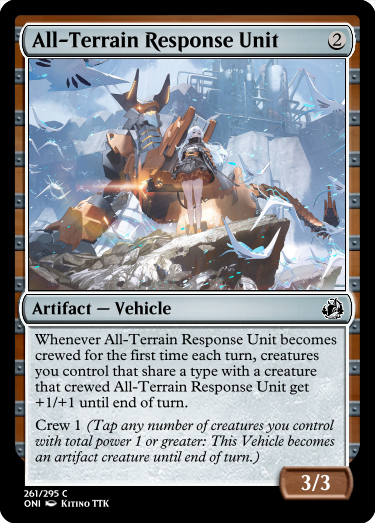 All-Terrain Response Unit 2
Artifact — Vehicle
Whenever All-Terrain Response Unit becomes
crewed for the first time each turn, creatures
you control that share a type with a creature
that crewed All-Terrain Response Unit get
+1/+1 until end of turn.
Crew 1 (Tap any number of creatures you control
with total power 1 or greater: This Vehicle becomes
an artifact creature until end of turn.)
3/3
261/295 C
ONI Kitino TTK